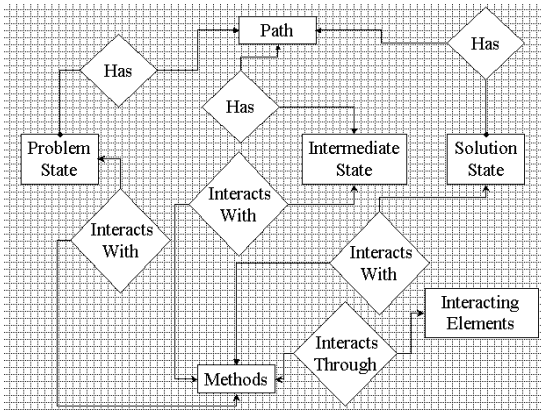 Path
Has
Has
Has
Problem
State
Intermediate
State
Solution
State
Interacts
With
Interacts
With
Interacts
With
Interacting
Elements
Interacts
Through
Methods